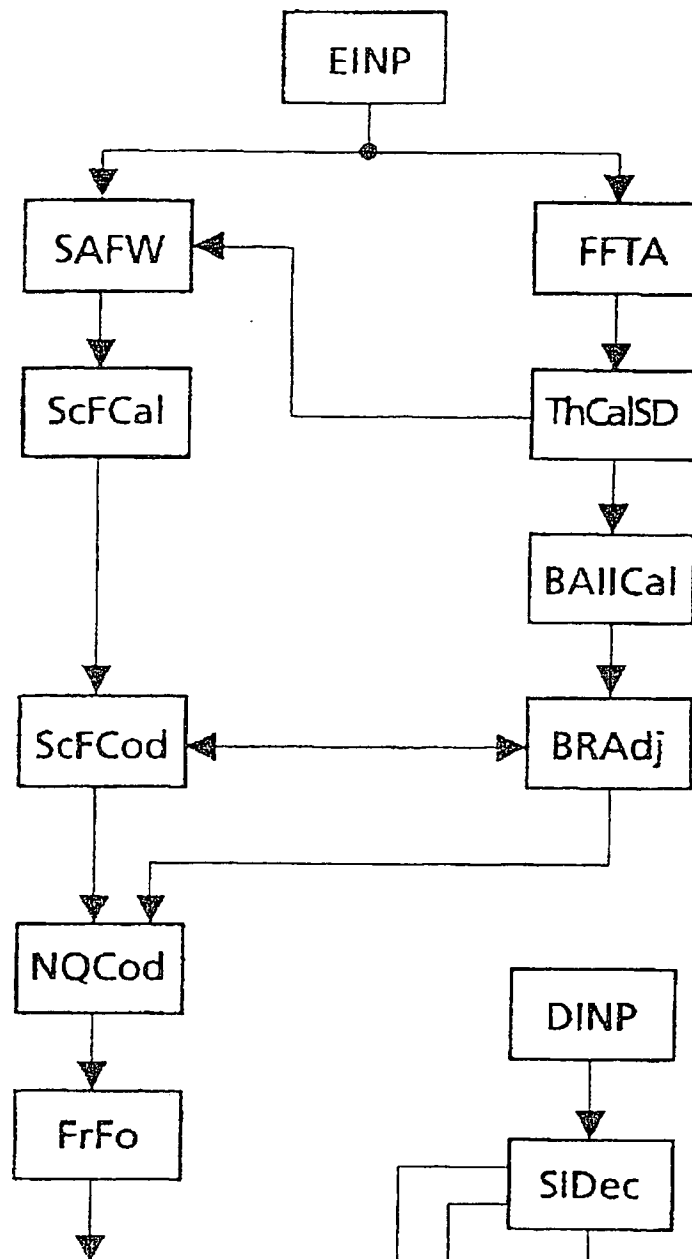 EINP
SAFW
FFTA
ScFCal
ThCalSD
BAllCal
ScFCod
BRAdj
NQCod
DINP
FrFo
SIDec